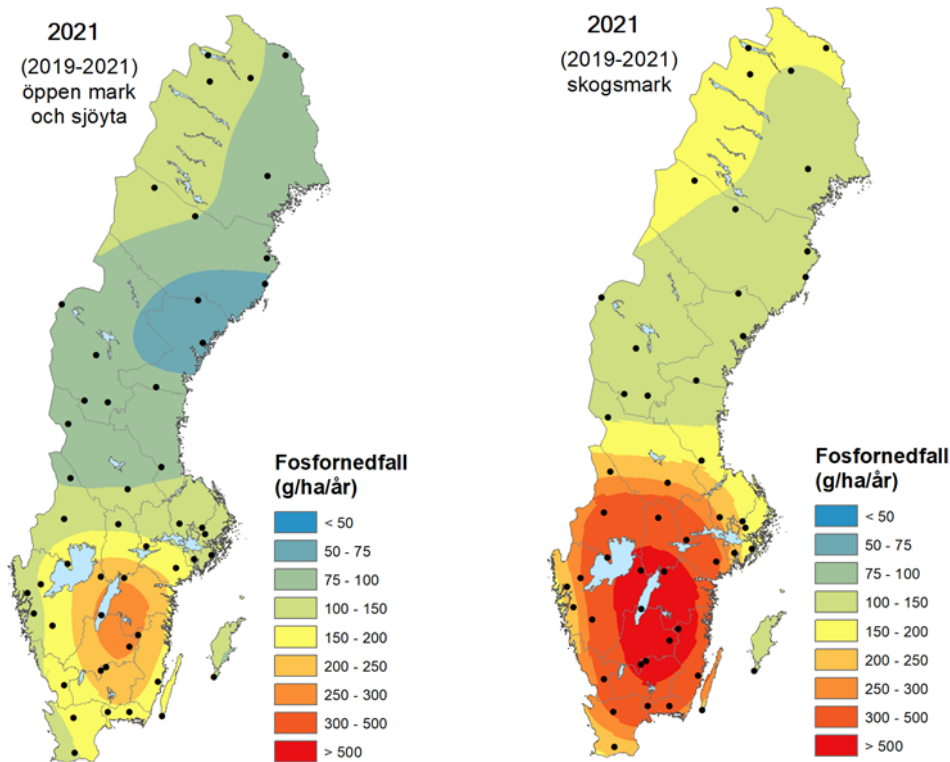 2021
(2019-2021)
öppen mark
och sjöyta
Fosfornedfall
(g/ha/år)
< 50
50 - 75
75 - 100
100 - 150
150 - 200
200 - 250
250 - 300
300 - 500
> 500
2021
(2019-2021)
skogsmark
Fosfornedfall
(g/ha/år)
< 50
50 - 75
75 - 100
100 - 150
150 - 200
200 - 250
250 - 300
300 - 500
> 500